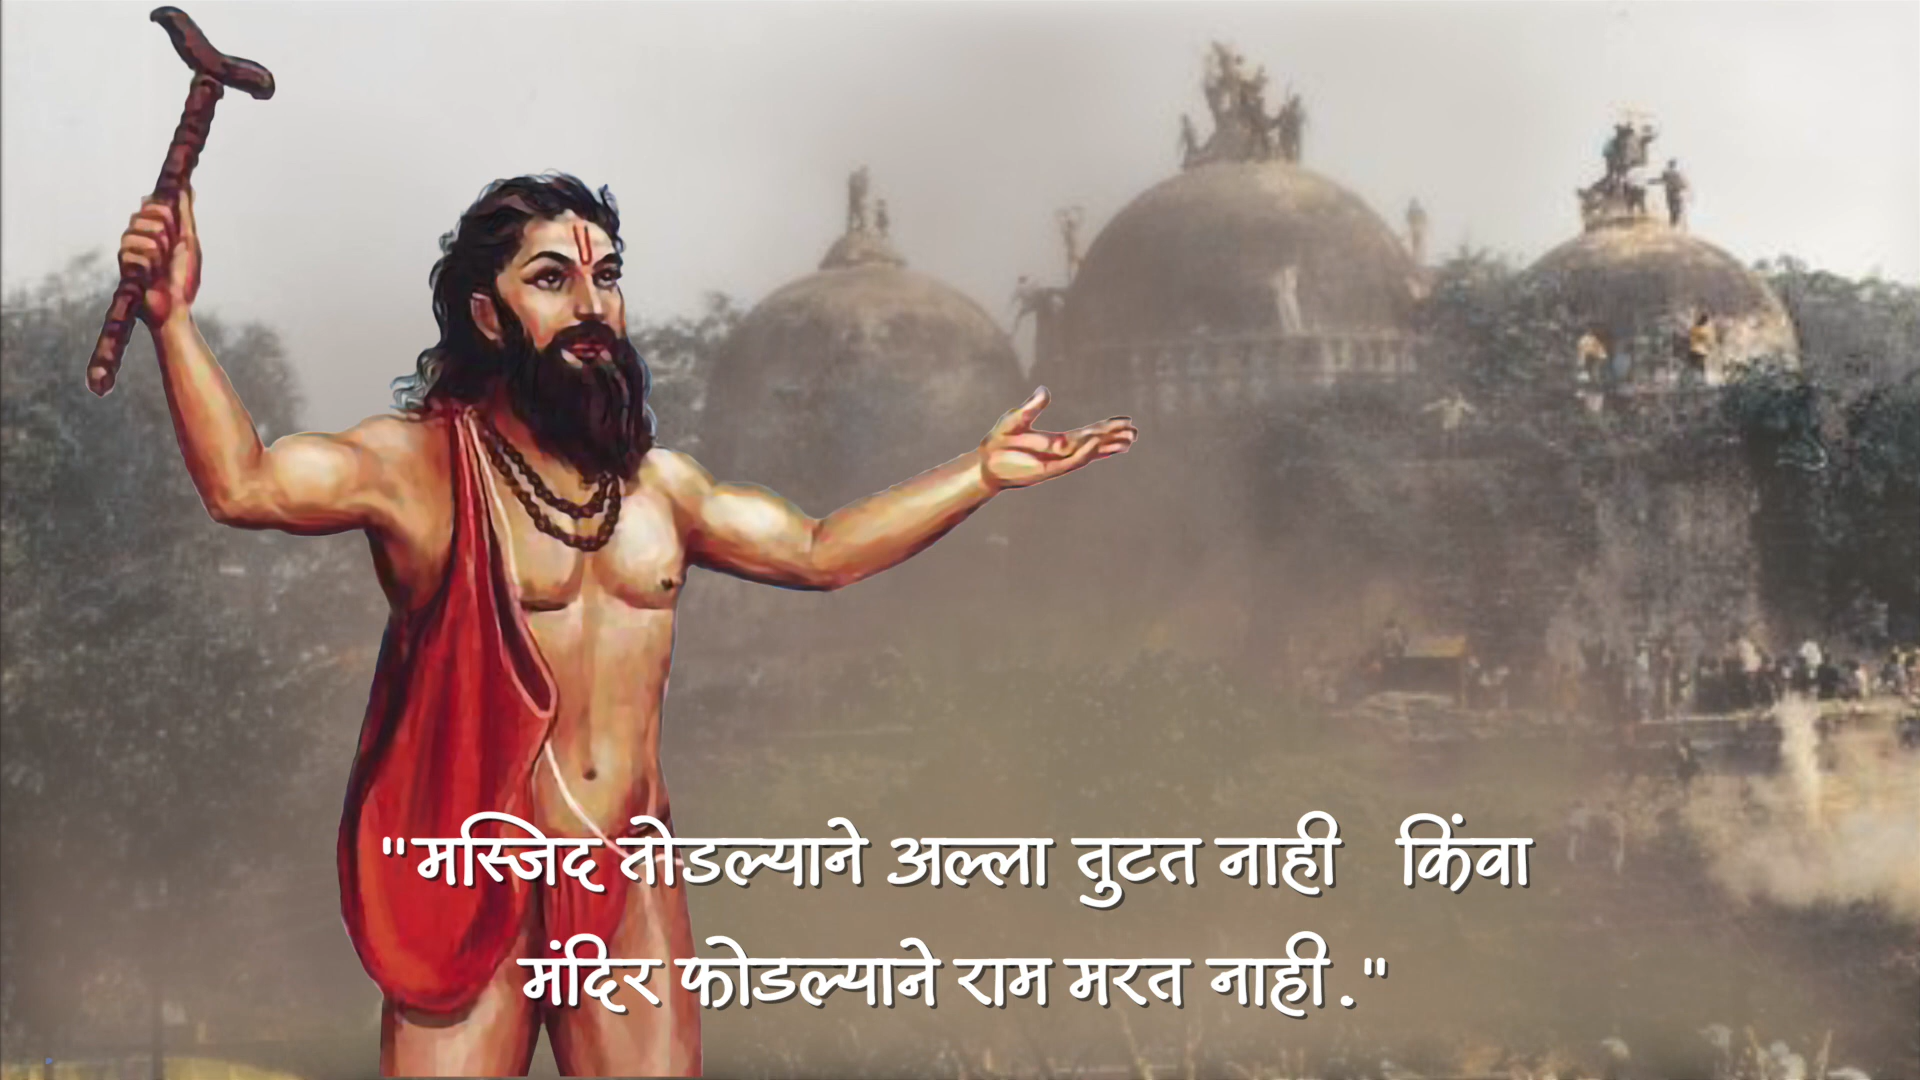 "मस्जिद तोडल्याने अल्ला तुटत नाही किंवा
मंदिर फोडल्याने राम मरत नाही."